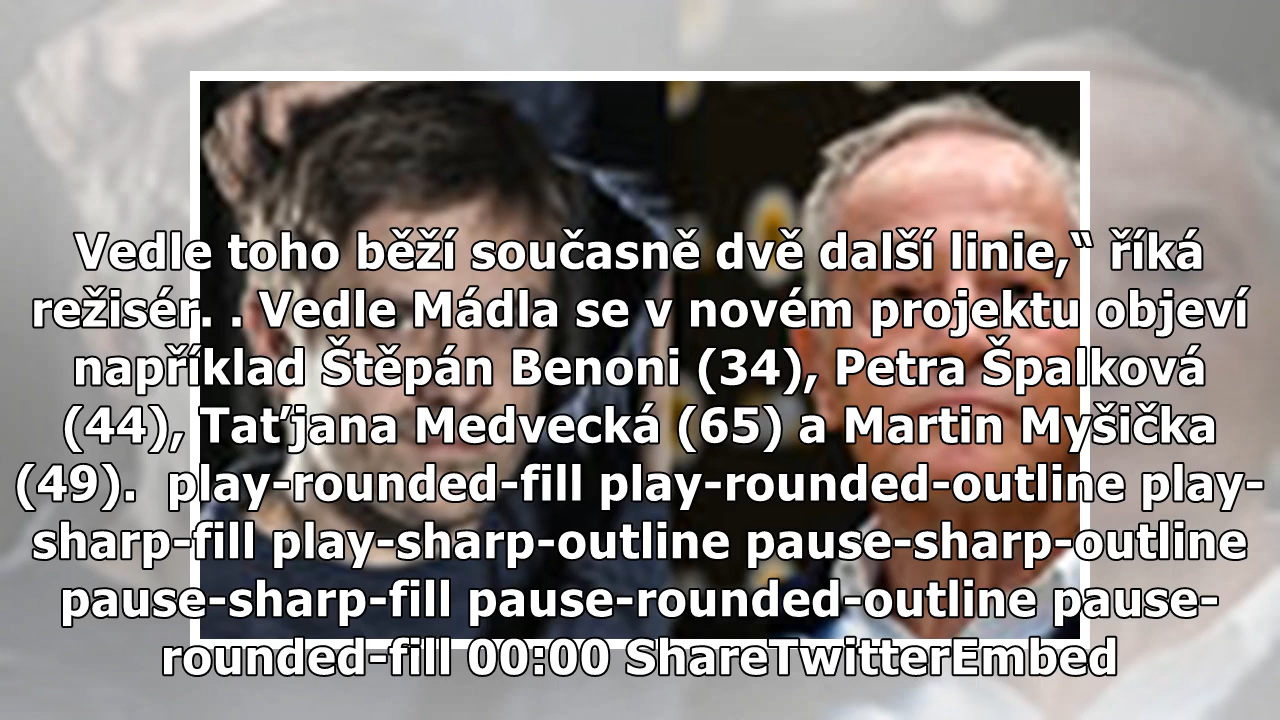 Vedle toho běží současně dvě další linie,“ říká
režisér. . Vedle Mádla se v novém projektu objeví
například Štěpán Benoni (34), Petra Špalková
(44), Taťjana Medvecká (65) a Martin Myšička
(49).  play-rounded-fill play-rounded-outline play-
sharp-fill play-sharp-outline pause-sharp-outline
pause-sharp-fill pause-rounded-outline pause-
rounded-fill 00:00 ShareTwitterEmbed